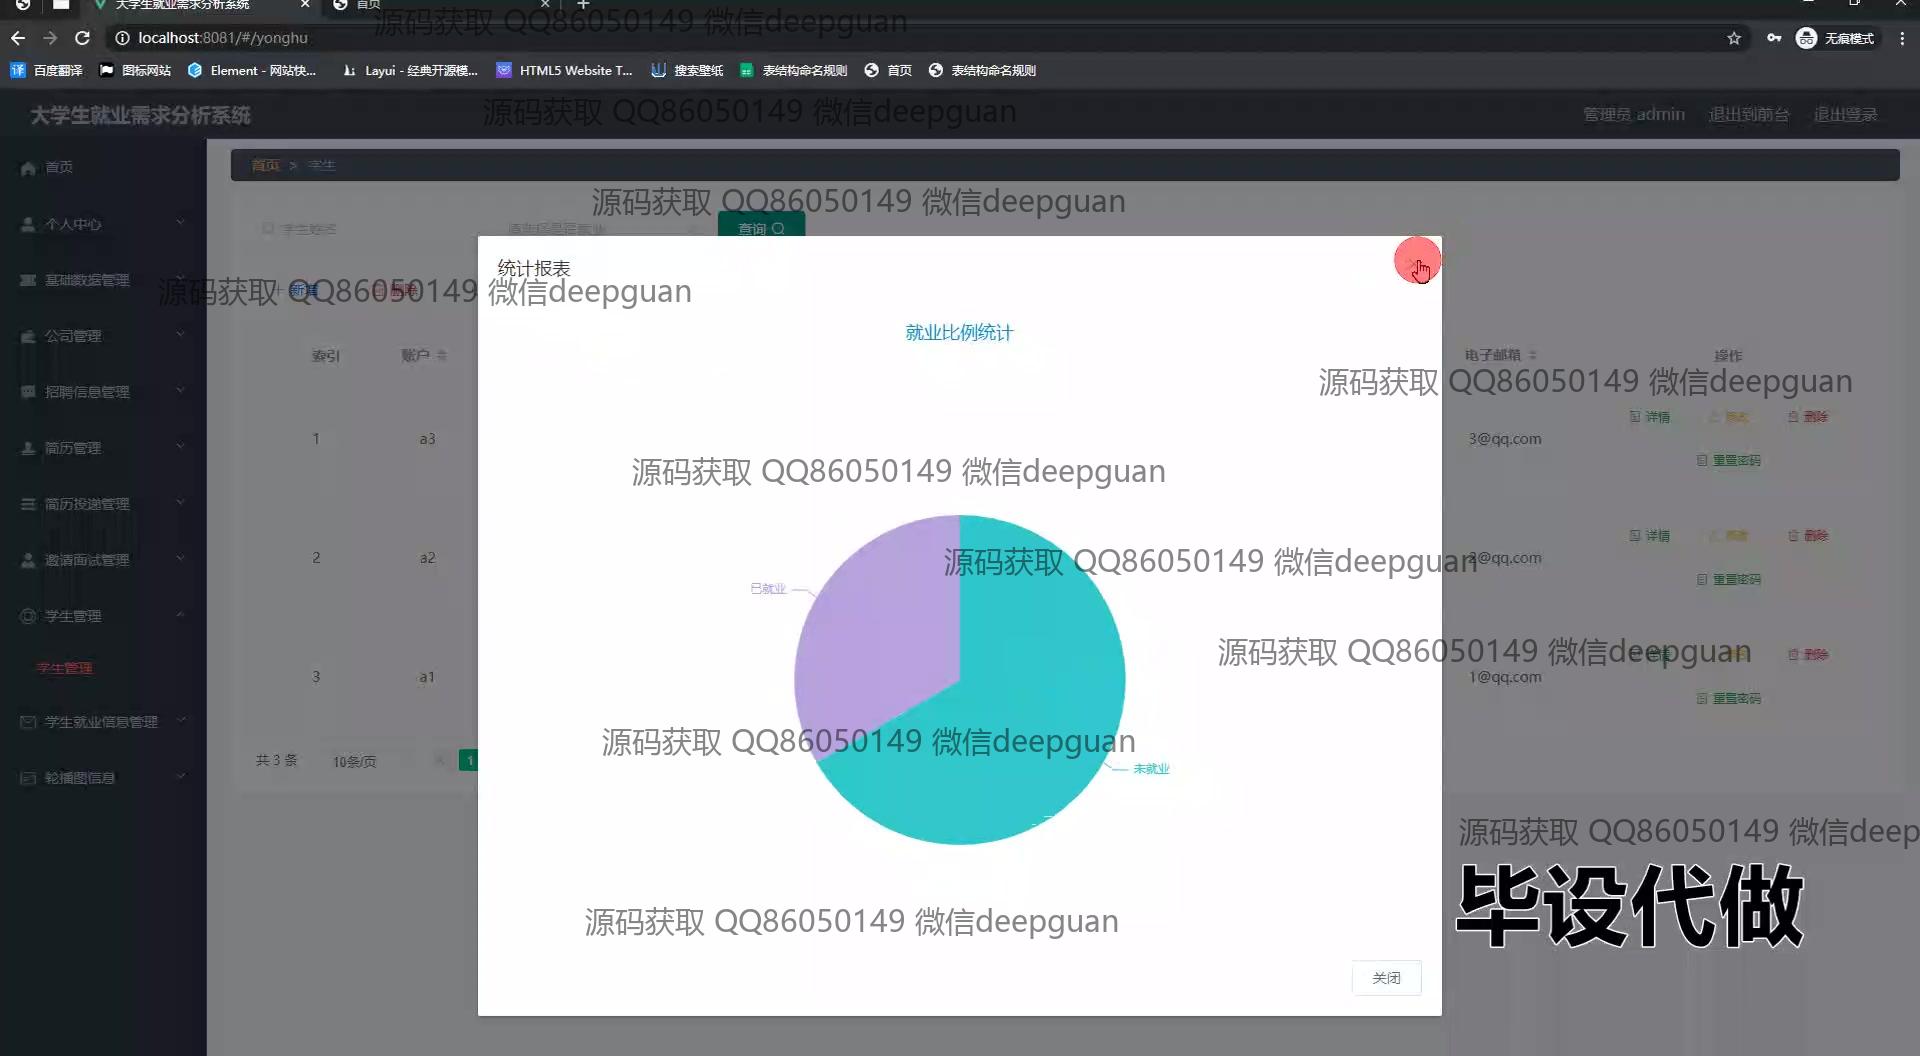 大学生就业需求分析系统
首页
源码获取 QQ86050149 微信deepguan
localhost:8081/#/yonghu
无痕模式
百度翻译
图标网站
Element - 网站快...
Layui - 经典开源模...
HTML5 Website T...
搜索壁纸
表结构命名规则
首页
表结构命名规则
大学生就业需求分析系统
源码获取 QQ86050149 微信deepguan
管理员 admin
退出到前台
退出登录
首页
首页 > 学生
个人中心
源码获取 QQ86050149 微信deepguan
学生姓名
查询
统计报表
基础数据管理
源码获取 QQ86050149 微信deepguan
新增
删除
公司管理
就业比例统计
索引
账户
电子邮箱
操作
源码获取 QQ86050149 微信deepguan
招聘信息管理
详情
修改
删除
1
a3
3@qq.com
简历管理
重置密码
源码获取 QQ86050149 微信deepguan
简历投递管理
详情
修改
删除
邀请面试管理
2
a2
源码获取 QQ86050149 微信deepguan
2@qq.com
重置密码
已就业
学生管理
源码获取 QQ86050149 微信deepguan
详情
删除
学生管理
3
a1
1@qq.com
重置密码
学生就业信息管理
源码获取 QQ86050149 微信deepguan
共 3 条
10条/页
1
未就业
轮播图信息
源码获取 QQ86050149 微信deep
毕设代做
源码获取 QQ86050149 微信deepguan
关闭